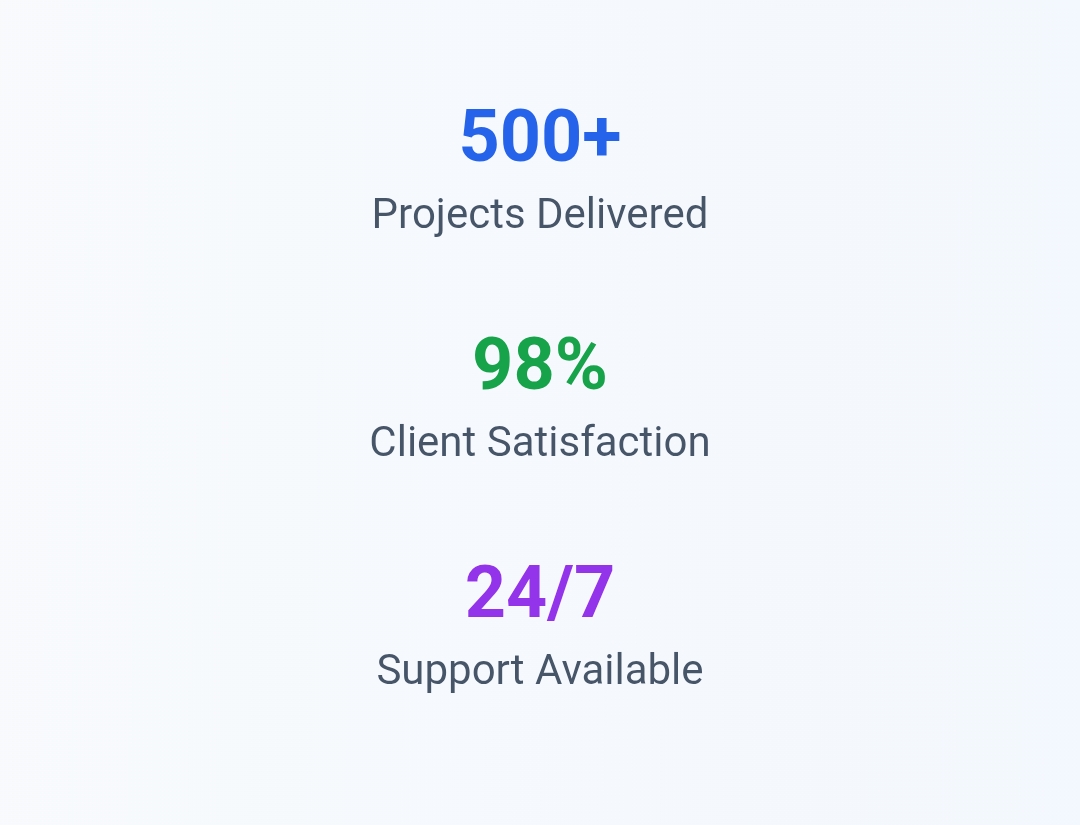 500+
Projects Delivered
98%
Client Satisfaction
24/7
Support Available